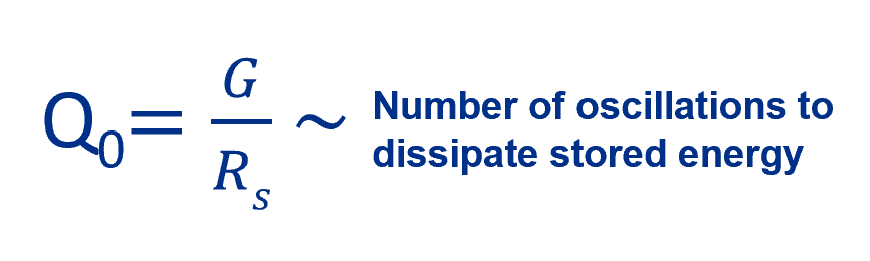 Q₀ = G/Rₛ ~ Number of oscillations to
dissipate stored energy